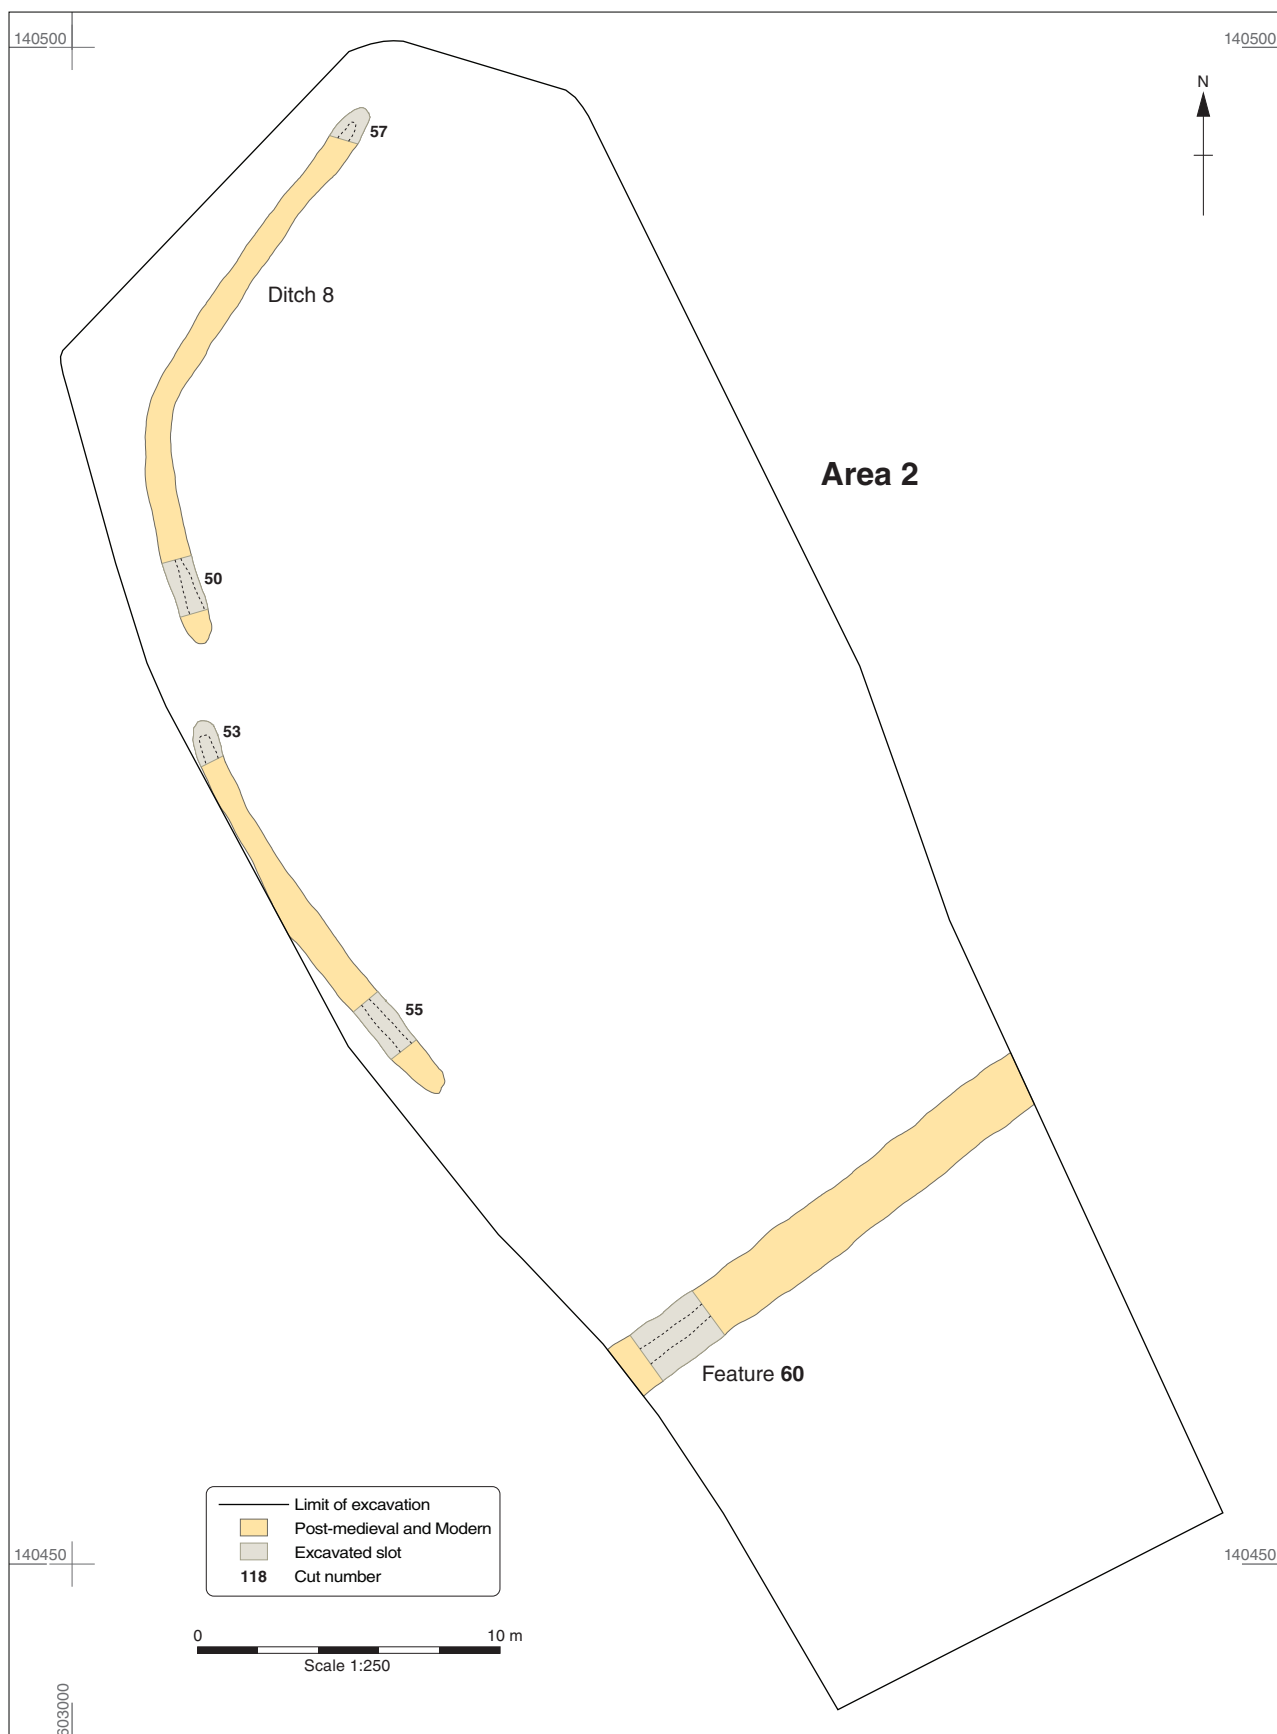 140500
140500
N
57
Ditch 8
Area 2
50
53
55
Feature 60
Limit of excavation
Post-medieval and Modern
Excavated slot
118 Cut number
140450
140450
0 10 m
Scale 1:250
603000